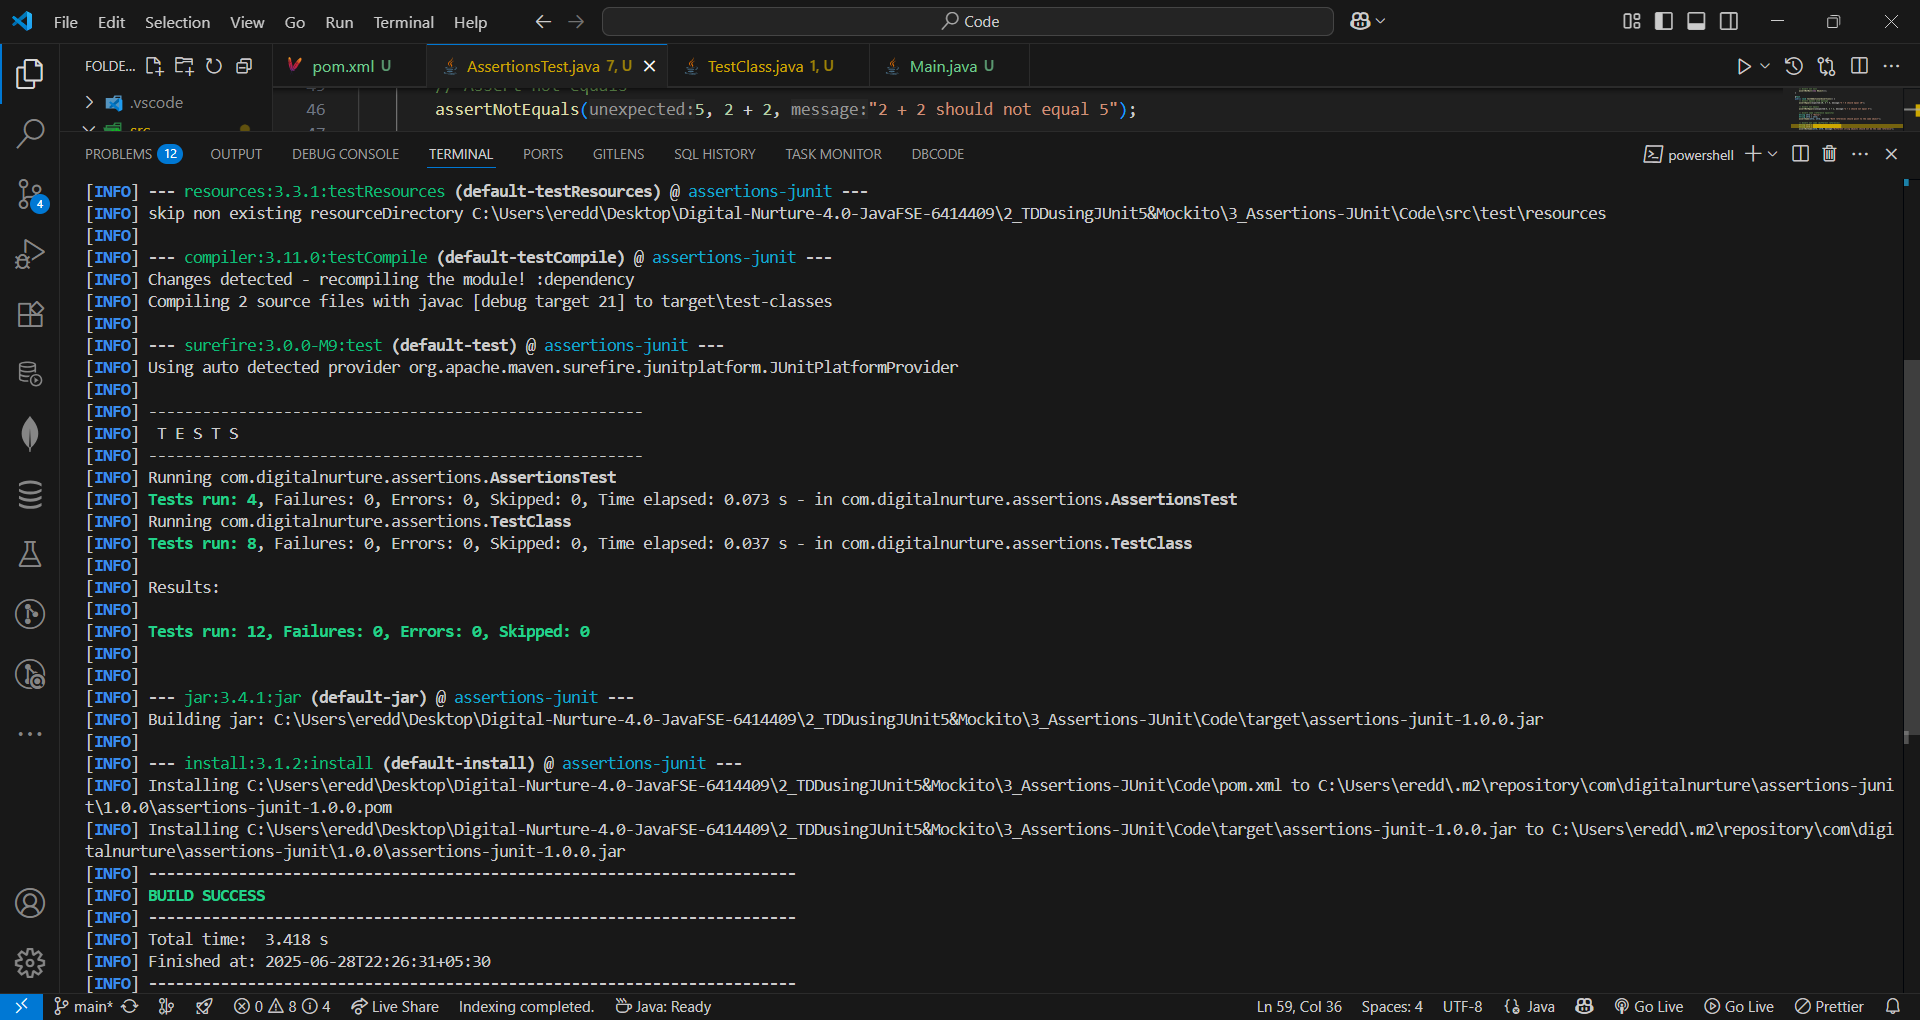 File Edit Selection View Go Run Terminal Help
Code
FOLDE...
pom.xml U
AssertionsTest.java 7, U
TestClass.java 1, U
Main.java U
.vscode
src
// Assert not equals
46 assertNotEquals(unexpected:5, 2 + 2, message:"2 + 2 should not equal 5");
47
PROBLEMS 12 OUTPUT DEBUG CONSOLE TERMINAL PORTS GITLENS SQL HISTORY TASK MONITOR DBCODE
powershell
4
[INFO] --- resources:3.3.1:testResources (default-testResources) @ assertions-junit ---
[INFO] skip non existing resourceDirectory C:\Users\eredd\Desktop\Digital-Nurture-4.0-JavaFSE-6414409\2_TDDusingJUnit5&Mockito\3_Assertions-JUnit\Code\src\test\resources
[INFO]
[INFO] --- compiler:3.11.0:testCompile (default-testCompile) @ assertions-junit ---
[INFO] Changes detected - recompiling the module! :dependency
[INFO] Compiling 2 source files with javac [debug target 21] to target\test-classes
[INFO]
[INFO] --- surefire:3.0.0-M9:test (default-test) @ assertions-junit ---
[INFO] Using auto detected provider org.apache.maven.surefire.junitplatform.JUnitPlatformProvider
[INFO]
[INFO] -------------------------------------------------------
[INFO]  T E S T S
[INFO] -------------------------------------------------------
[INFO] Running com.digitalnurture.assertions.AssertionsTest
[INFO] Tests run: 4, Failures: 0, Errors: 0, Skipped: 0, Time elapsed: 0.073 s - in com.digitalnurture.assertions.AssertionsTest
[INFO] Running com.digitalnurture.assertions.TestClass
[INFO] Tests run: 8, Failures: 0, Errors: 0, Skipped: 0, Time elapsed: 0.037 s - in com.digitalnurture.assertions.TestClass
[INFO]
[INFO] Results:
[INFO]
[INFO] Tests run: 12, Failures: 0, Errors: 0, Skipped: 0
[INFO]
[INFO]
[INFO] --- jar:3.4.1:jar (default-jar) @ assertions-junit ---
[INFO] Building jar: C:\Users\eredd\Desktop\Digital-Nurture-4.0-JavaFSE-6414409\2_TDDusingJUnit5&Mockito\3_Assertions-JUnit\Code\target\assertions-junit-1.0.0.jar
[INFO]
[INFO] --- install:3.1.2:install (default-install) @ assertions-junit ---
[INFO] Installing C:\Users\eredd\Desktop\Digital-Nurture-4.0-JavaFSE-6414409\2_TDDusingJUnit5&Mockito\3_Assertions-JUnit\Code\pom.xml to C:\Users\eredd\.m2\repository\com\digitalnurture\assertions-juni
t\1.0.0\assertions-junit-1.0.0.pom
[INFO] Installing C:\Users\eredd\Desktop\Digital-Nurture-4.0-JavaFSE-6414409\2_TDDusingJUnit5&Mockito\3_Assertions-JUnit\Code\target\assertions-junit-1.0.0.jar to C:\Users\eredd\.m2\repository\com\digi
talnurture\assertions-junit\1.0.0\assertions-junit-1.0.0.jar
[INFO] ------------------------------------------------------------------------
[INFO] BUILD SUCCESS
[INFO] ------------------------------------------------------------------------
[INFO] Total time:  3.418 s
[INFO] Finished at: 2025-06-28T22:26:31+05:30
[INFO] ------------------------------------------------------------------------
main* 0 8 4 Live Share Indexing completed. Java: Ready Ln 59, Col 36 Spaces: 4 UTF-8 Java Go Live Go Live Prettier